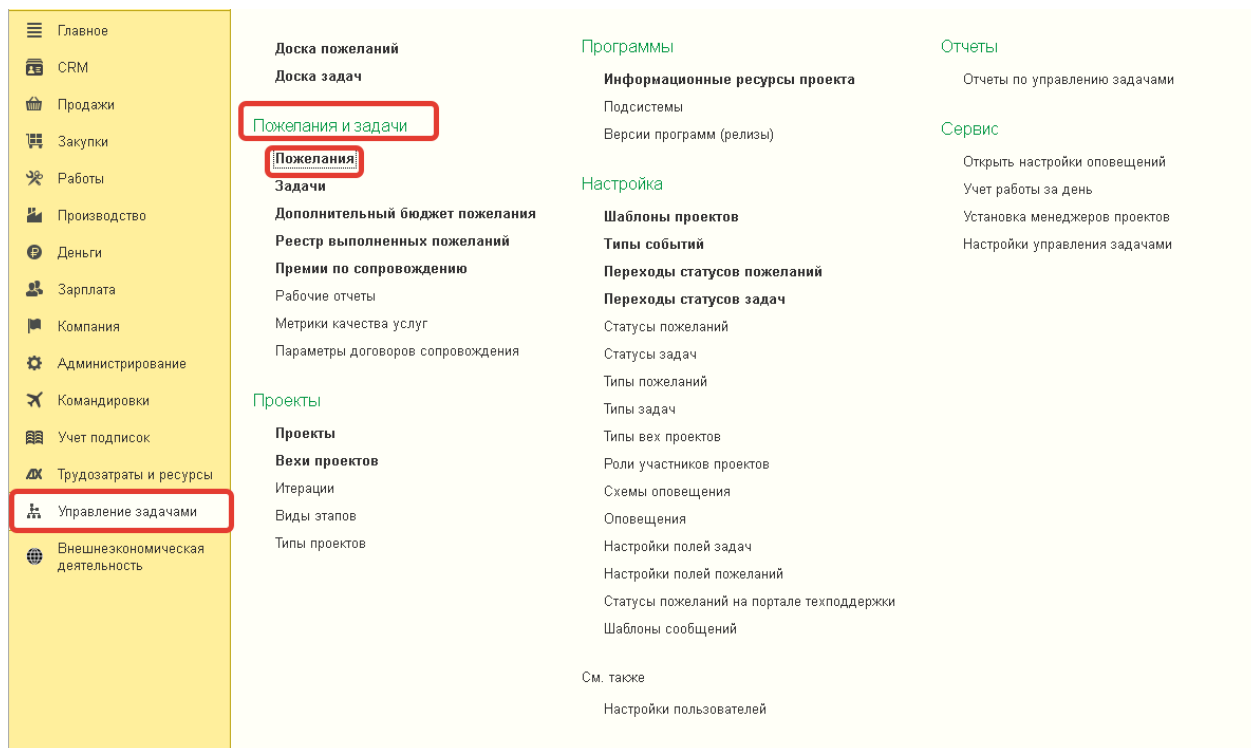 Главное
CRM
Продажи
Закупки
Работы
Производство
Деньги
Зарплата
Компания
Администрирование
Командировки
Учет подписок
Трудозатраты и ресурсы
Управление задачами
Внешнеэкономическая
деятельность
Доска пожеланий
Доска задач
Пожелания и задачи
Пожелания
Задачи
Дополнительный бюджет пожелания
Реестр выполненных пожеланий
Премии по сопровождению
Рабочие отчеты
Метрики качества услуг
Параметры договоров сопровождения
Проекты
Проекты
Вехи проектов
Итерации
Виды этапов
Типы проектов
Программы
Информационные ресурсы проекта
Подсистемы
Версии программ (релизы)
Настройка
Шаблоны проектов
Типы событий
Переходы статусов пожеланий
Переходы статусов задач
Статусы пожеланий
Статусы задач
Типы пожеланий
Типы задач
Типы вех проектов
Роли участников проектов
Схемы оповещения
Оповещения
Настройки полей задач
Настройки полей пожеланий
Статусы пожеланий на портале техподдержки
Шаблоны сообщений
См. также
Настройки пользователей
Отчеты
Отчеты по управлению задачами
Сервис
Открыть настройки оповещений
Учет работы за день
Установка менеджеров проектов
Настройки управления задачами